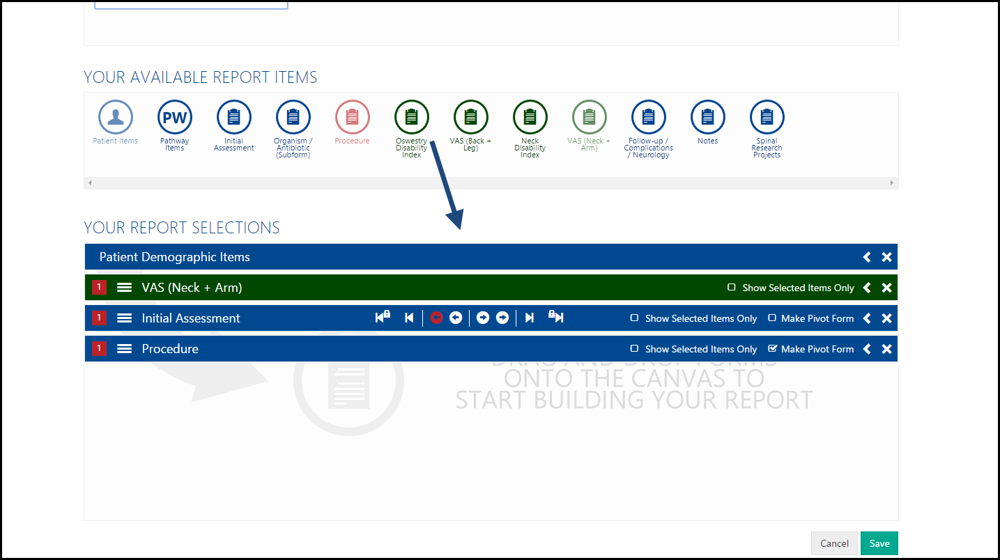 YOUR AVAILABLE REPORT ITEMS
PW
Patient Items
Pathway
Items
Initial
Assessment
Organism /
Antibiotic
(Subform)
Procedure
Oswestry
Disability
Index
VAS (Back +
Leg)
Neck
Disability
Index
VAS (Neck +
Arm)
Follow-up /
Complications
/ Neurology
Notes
Spinal
Research
Projects
YOUR REPORT SELECTIONS
Patient Demographic Items
1 VAS (Neck + Arm) Show Selected Items Only
1 Initial Assessment Show Selected Items Only Make Pivot Form
1 Procedure Show Selected Items Only Make Pivot Form
DRAG AND DROP FORMS
ONTO THE CANVAS TO
START BUILDING YOUR REPORT
Cancel Save